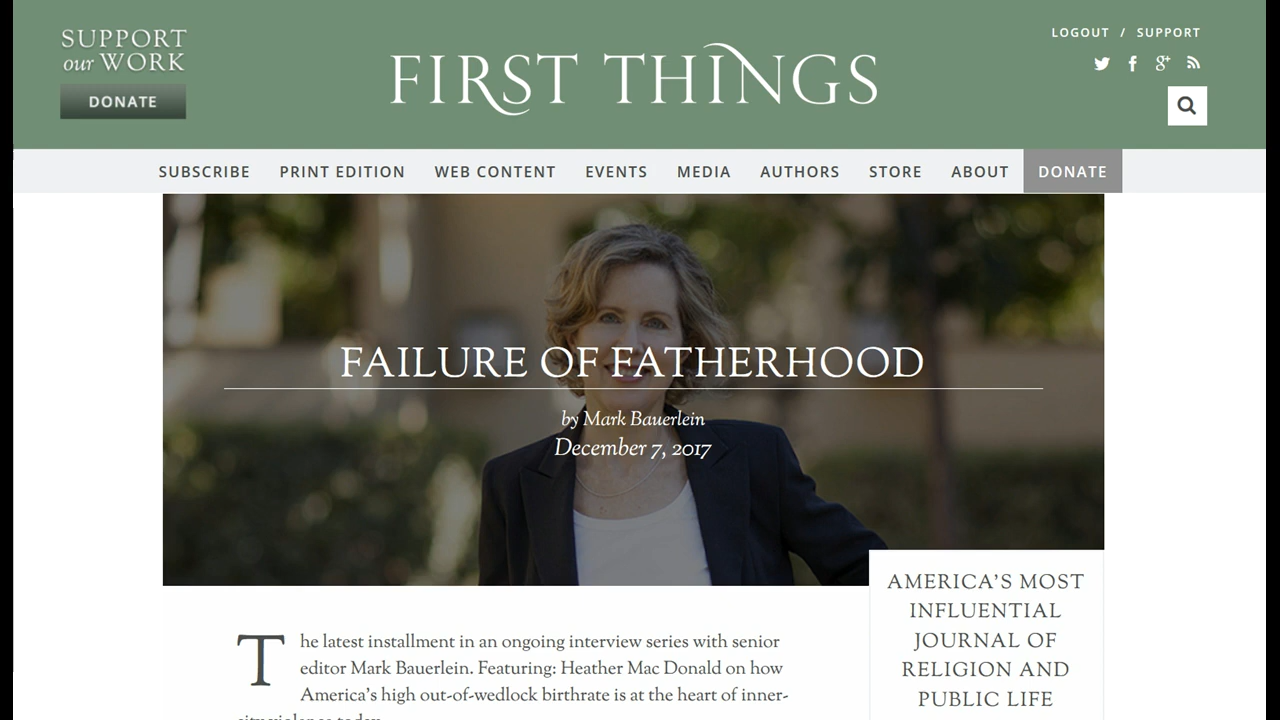 SUPPORT
our WORK
DONATE
FIRST THINGS
LOGOUT / SUPPORT
SUBSCRIBE PRINT EDITION WEB CONTENT EVENTS MEDIA AUTHORS STORE ABOUT DONATE
FAILURE OF FATHERHOOD
by Mark Bauerlein
December 7, 2017
The latest installment in an ongoing interview series with senior
editor Mark Bauerlein. Featuring: Heather Mac Donald on how
America's high out-of-wedlock birthrate is at the heart of inner-
city violence today.
AMERICA'S MOST
INFLUENTIAL
JOURNAL OF
RELIGION AND
PUBLIC LIFE